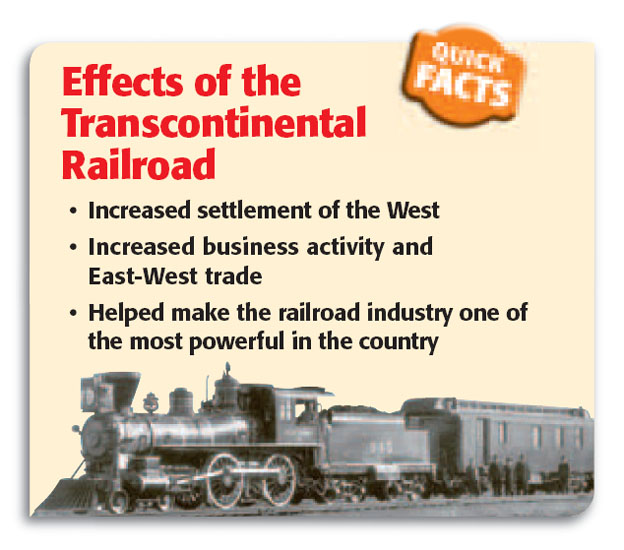 QUICK
FACTS
Effects of the
Transcontinental
Railroad
• Increased settlement of the West
• Increased business activity and
East-West trade
• Helped make the railroad industry one of
the most powerful in the country